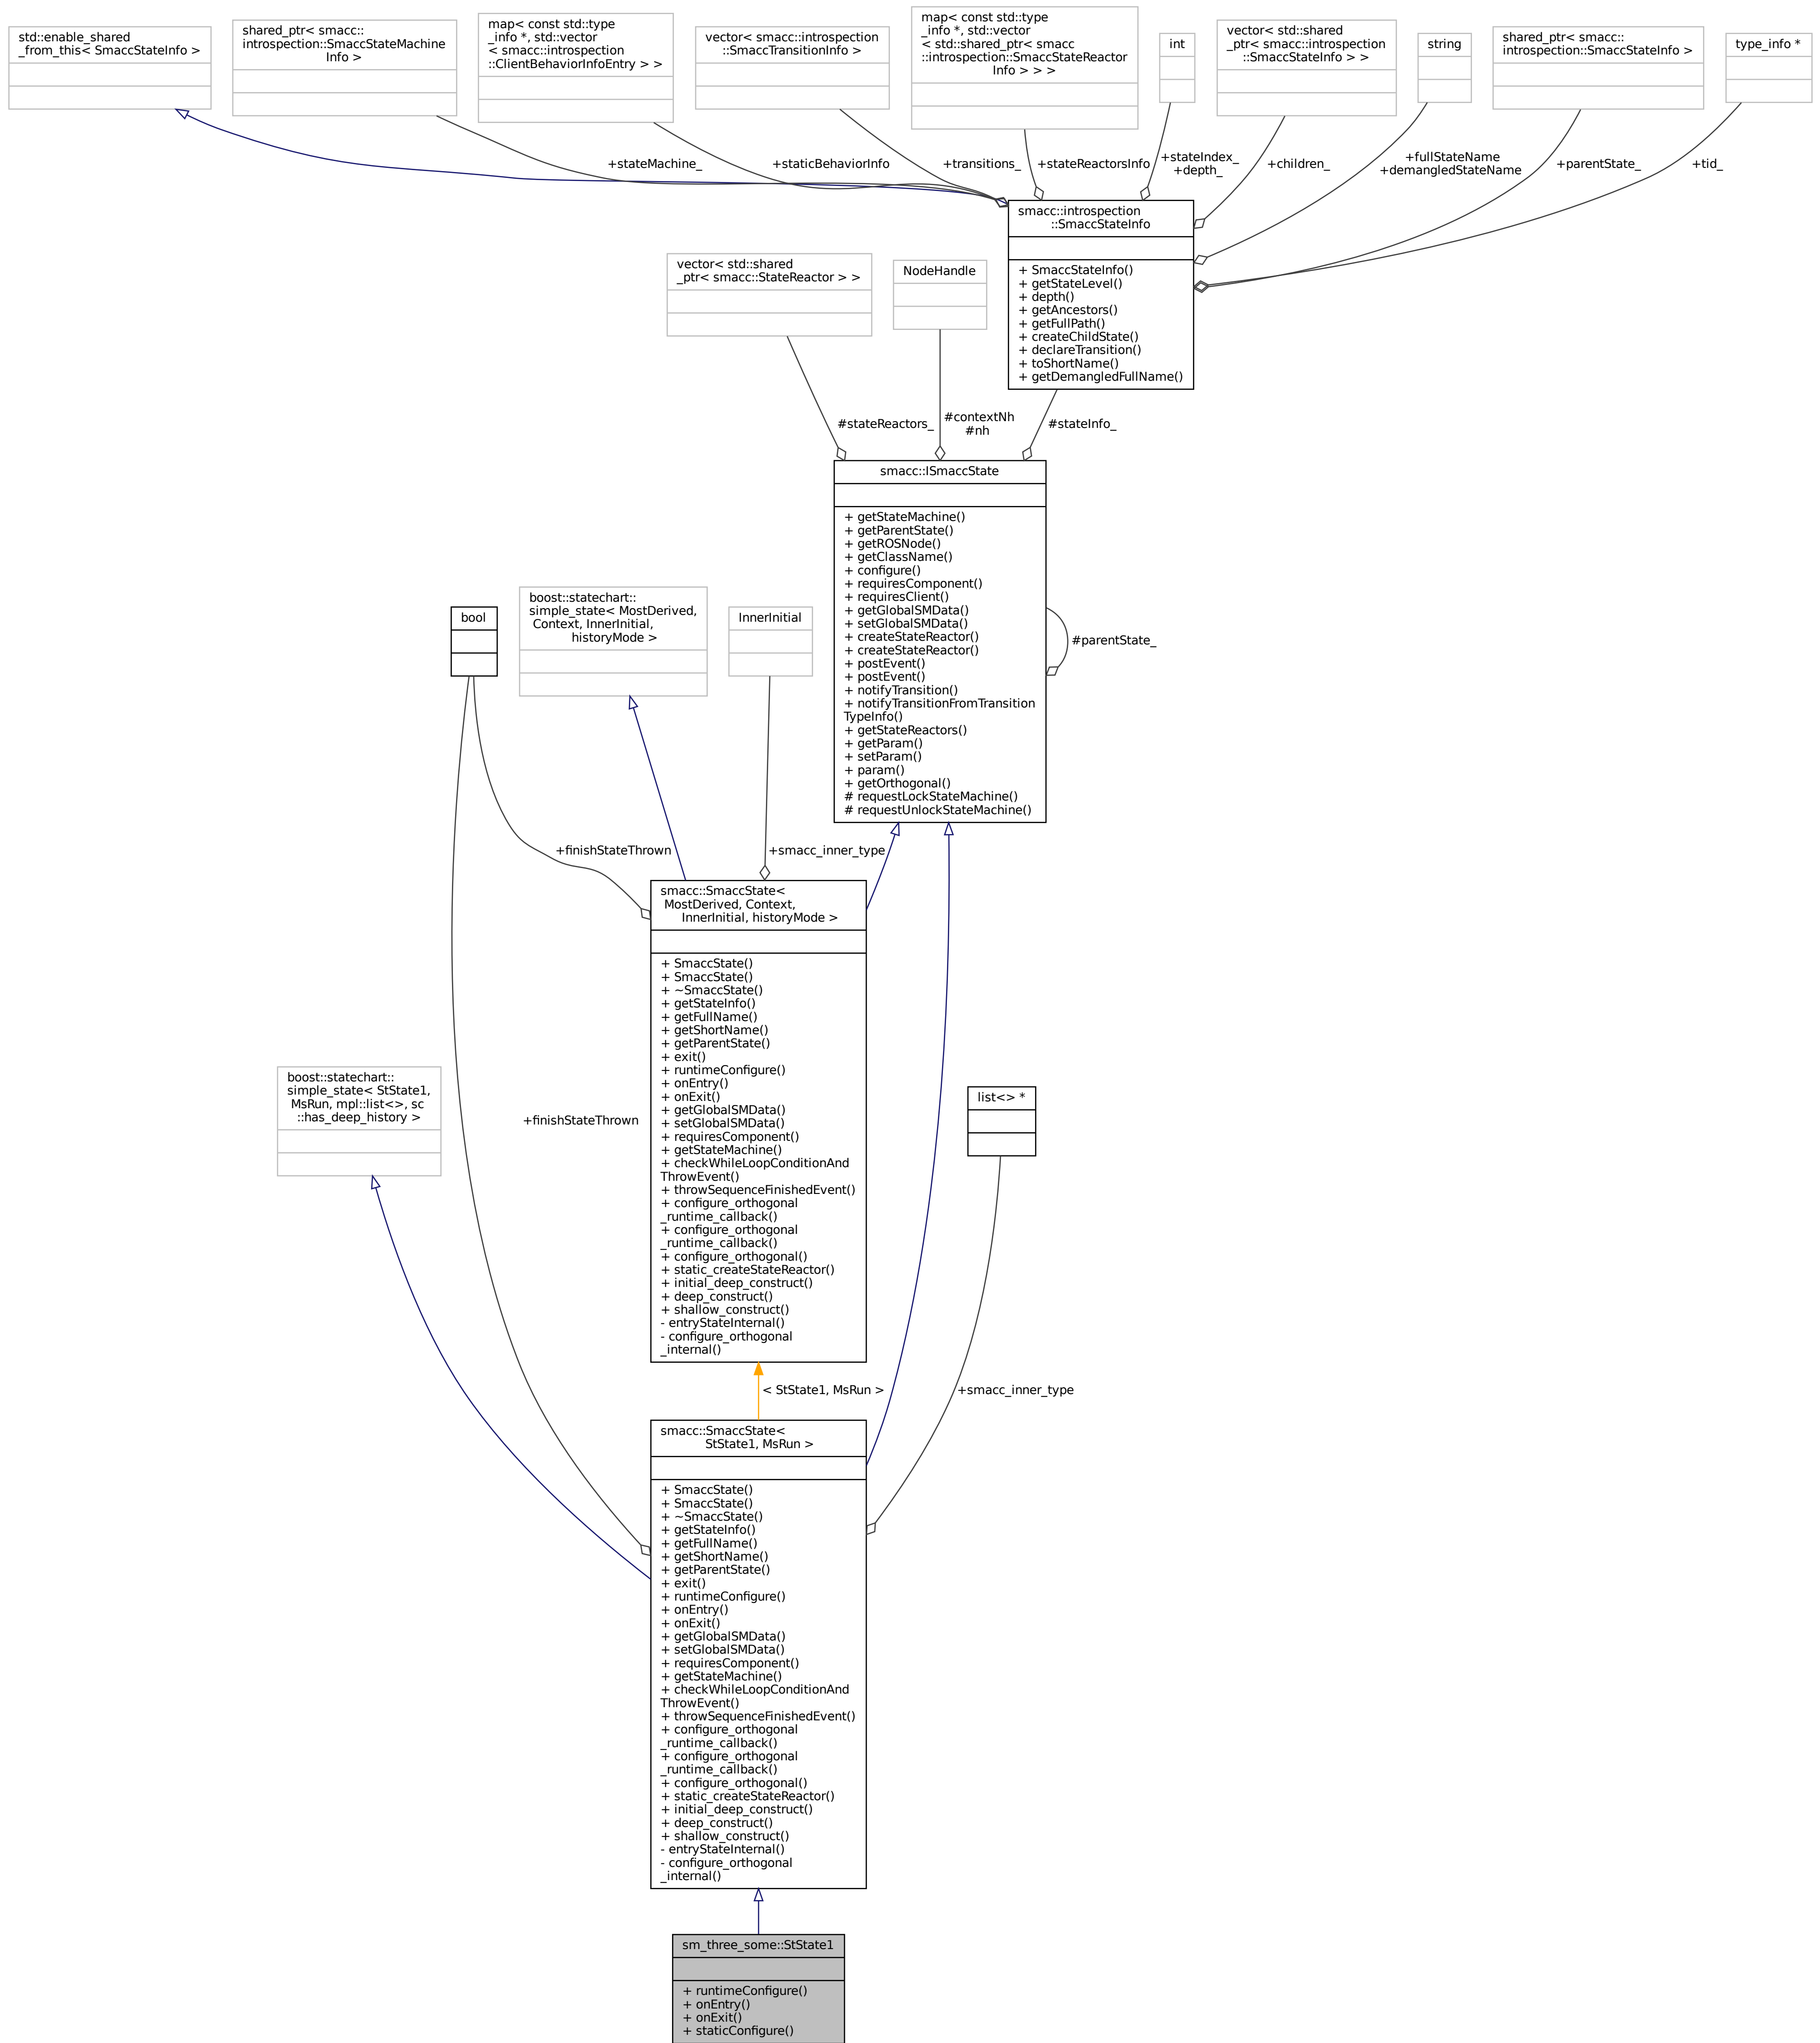 std::enable_shared
_from_this< SmaccStateInfo >
shared_ptr< smacc::
introspection::SmaccStateMachine
Info >
map< const std::type
_info *, std::vector
< smacc::introspection
::ClientBehaviorInfoEntry > >
vector< smacc::introspection
::SmaccTransitionInfo >
map< const std::type
_info *, std::vector
< std::shared_ptr< smacc
::introspection::SmaccStateReactor
Info > > >
int
vector< std::shared
_ptr< smacc::introspection
::SmaccStateInfo > >
string
shared_ptr< smacc::
introspection::SmaccStateInfo >
type_info *
+stateMachine_
+staticBehaviorInfo
+transitions_
+stateReactorsInfo
+stateIndex_
+depth_
+children_
+fullStateName
+demangledStateName
+parentState_
+tid_
smacc::introspection
::SmaccStateInfo
+ SmaccStateInfo()
+ getStateLevel()
+ depth()
+ getAncestors()
+ getFullPath()
+ createChildState()
+ declareTransition()
+ toShortName()
+ getDemangledFullName()
vector< std::shared
_ptr< smacc::StateReactor > >
NodeHandle
#stateReactors_
#contextNh
#nh
#stateInfo_
smacc::ISmaccState
+ getStateMachine()
+ getParentState()
+ getROSNode()
+ getClassName()
+ configure()
+ requiresComponent()
+ requiresClient()
+ getGlobalSMData()
+ setGlobalSMData()
+ createStateReactor()
+ createStateReactor()
+ postEvent()
+ postEvent()
+ notifyTransition()
+ notifyTransitionFromTransition
TypeInfo()
+ getStateReactors()
+ getParam()
+ setParam()
+ param()
+ getOrthogonal()
# requestLockStateMachine()
# requestUnlockStateMachine()
#parentState_
bool
boost::statechart::
simple_state< MostDerived,
Context, InnerInitial,
historyMode >
InnerInitial
+finishStateThrown
+smacc_inner_type
smacc::SmaccState<
MostDerived, Context,
InnerInitial, historyMode >
+ SmaccState()
+ SmaccState()
+ ~SmaccState()
+ getStateInfo()
+ getFullName()
+ getShortName()
+ getParentState()
+ exit()
+ runtimeConfigure()
+ onEntry()
+ onExit()
+ getGlobalSMData()
+ setGlobalSMData()
+ requiresComponent()
+ getStateMachine()
+ checkWhileLoopConditionAnd
ThrowEvent()
+ throwSequenceFinishedEvent()
+ configure_orthogonal
_runtime_callback()
+ configure_orthogonal
_runtime_callback()
+ configure_orthogonal()
+ static_createStateReactor()
+ initial_deep_construct()
+ deep_construct()
+ shallow_construct()
- entryStateInternal()
- configure_orthogonal
_internal()
boost::statechart::
simple_state< StState1,
MsRun, mpl::list<>, sc
::has_deep_history >
+finishStateThrown
list<> *
< StState1, MsRun >
+smacc_inner_type
smacc::SmaccState<
StState1, MsRun >
+ SmaccState()
+ SmaccState()
+ ~SmaccState()
+ getStateInfo()
+ getFullName()
+ getShortName()
+ getParentState()
+ exit()
+ runtimeConfigure()
+ onEntry()
+ onExit()
+ getGlobalSMData()
+ setGlobalSMData()
+ requiresComponent()
+ getStateMachine()
+ checkWhileLoopConditionAnd
ThrowEvent()
+ throwSequenceFinishedEvent()
+ configure_orthogonal
_runtime_callback()
+ configure_orthogonal
_runtime_callback()
+ configure_orthogonal()
+ static_createStateReactor()
+ initial_deep_construct()
+ deep_construct()
+ shallow_construct()
- entryStateInternal()
- configure_orthogonal
_internal()
sm_three_some::StState1
+ runtimeConfigure()
+ onEntry()
+ onExit()
+ staticConfigure()